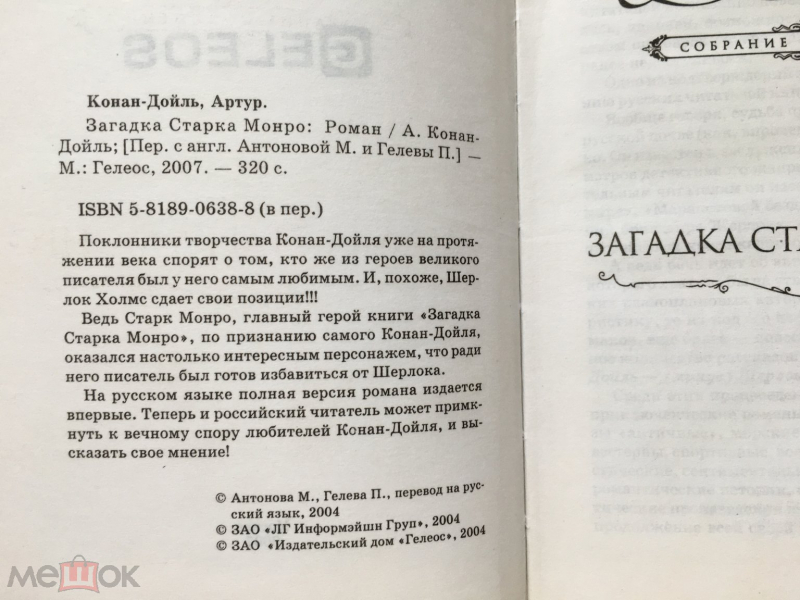 GELEOS
Конан-Дойль, Артур.
Загадка Старка Монро: Роман / А. Конан-
Дойль; [Пер. с англ. Антоновой М. и Гелевы П.] —
М.: Гелеос, 2007. — 320 с.
ISBN 5-8189-0638-8 (в пер.)
Поклонники творчества Конан-Дойля уже на протя-
жении века спорят о том, кто же из героев великого
писателя был у него самым любимым. И, похоже, Шер-
лок Холмс сдает свои позиции!!!
Ведь Старк Монро, главный герой книги «Загадка
Старка Монро», по признанию самого Конан-Дойля,
оказался настолько интересным персонажем, что ради
него писатель был готов избавиться от Шерлока.
На русском языке полная версия романа издается
впервые. Теперь и российский читатель может примк-
нуть к вечному спору любителей Конан-Дойля, и вы-
сказать свое мнение!
© Антонова М., Гелева П., перевод на рус-
ский язык, 2004
© ЗАО «ЛГ Информэйшн Груп», 2004
© ЗАО «Издательский дом «Гелеос», 2004
СОБРАНИЕ
ЗАГАДКА СТА
мешок